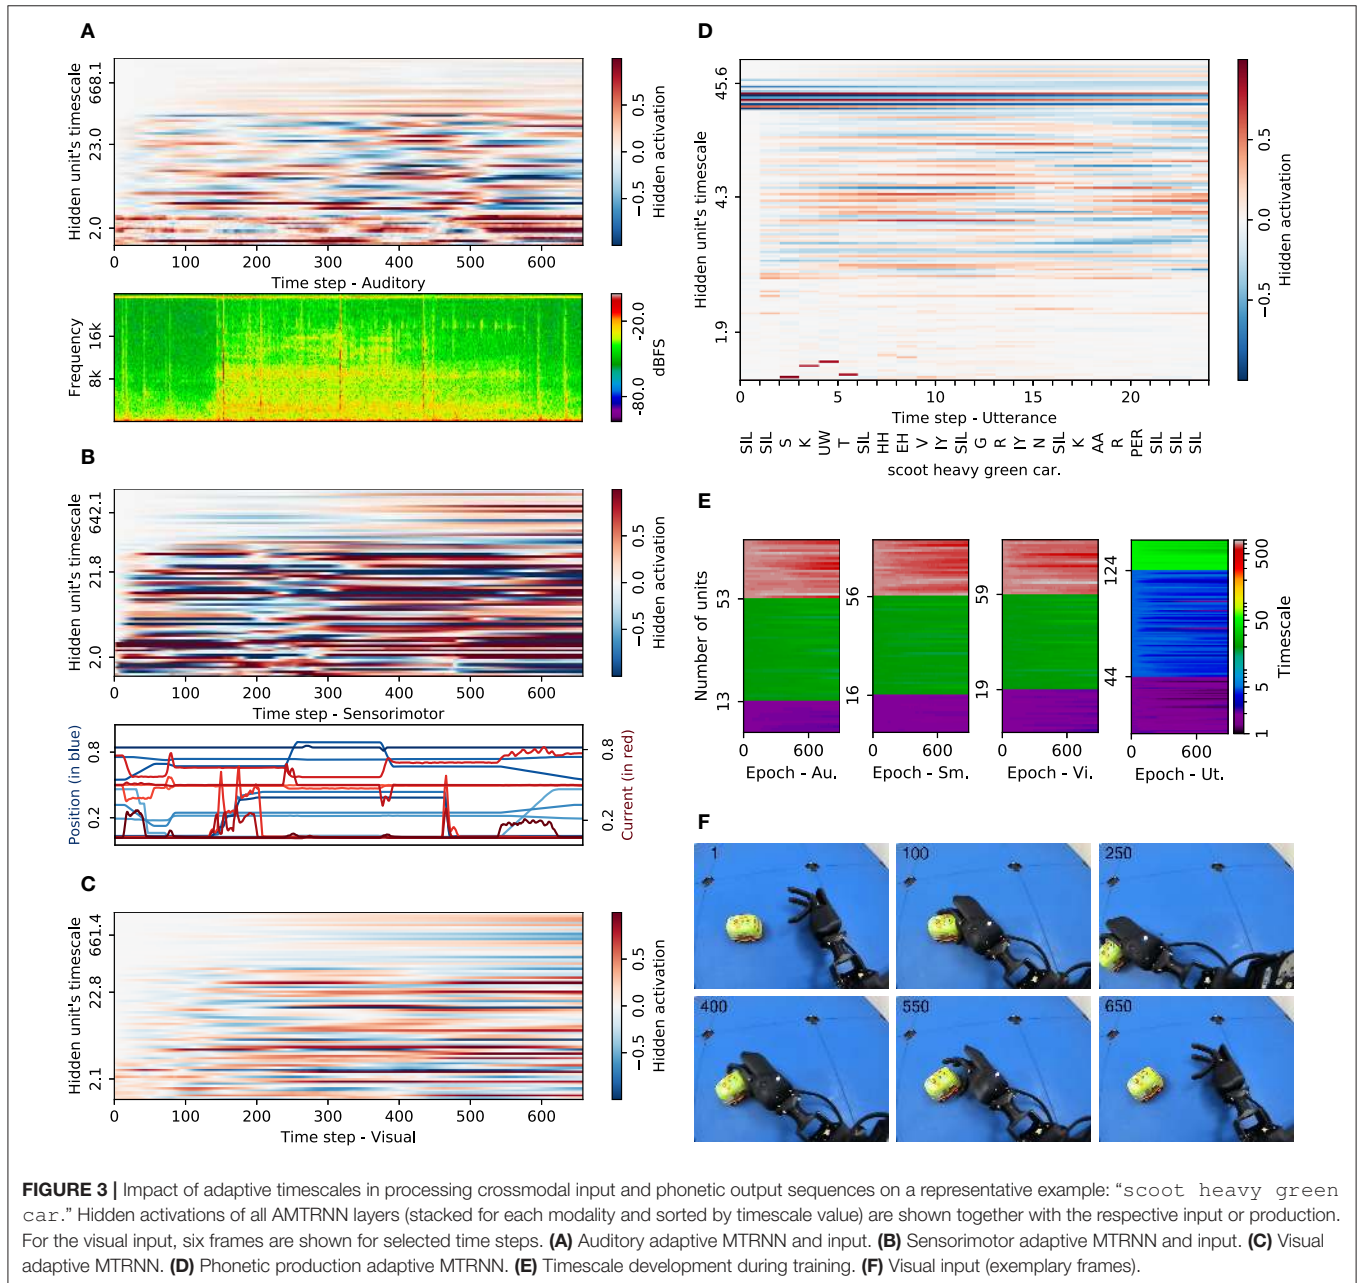 A
Hidden unit's timescale
668.1
23.0
2.0
0 100 200 300 400 500 600
Time step - Auditory
0.5
0.0
−0.5
Hidden activation
Frequency
16k
8k
-20.0
-80.0
dBFS
B
Hidden unit's timescale
642.1
21.8
2.0
0 100 200 300 400 500 600
Time step - Sensorimotor
0.5
0.0
−0.5
Hidden activation
Position (in blue)
0.8
0.2
0.8
0.2
Current (in red)
C
Hidden unit's timescale
661.4
22.8
2.1
0 100 200 300 400 500 600
Time step - Visual
0.5
0.0
−0.5
Hidden activation
D
Hidden unit's timescale
45.6
4.3
1.9
0 5 10 15 20
Time step - Utterance
SIL SIL S K UW T SIL HH EH V IY SIL G R IY N SIL K AA R PER SIL SIL SIL
scoot heavy green car.
0.5
0.0
−0.5
Hidden activation
E
Number of units
53
13
0 600
Epoch - Au.
56
16
0 600
Epoch - Sm.
59
19
0 600
Epoch - Vi.
124
44
0 600
Epoch - Ut.
500
50
5
1
Timescale
F
1 100 250
400 550 650
FIGURE 3 | Impact of adaptive timescales in processing crossmodal input and phonetic output sequences on a representative example: “scoot heavy green
car.” Hidden activations of all AMTRNN layers (stacked for each modality and sorted by timescale value) are shown together with the respective input or production.
For the visual input, six frames are shown for selected time steps. (A) Auditory adaptive MTRNN and input. (B) Sensorimotor adaptive MTRNN and input. (C) Visual
adaptive MTRNN. (D) Phonetic production adaptive MTRNN. (E) Timescale development during training. (F) Visual input (exemplary frames).